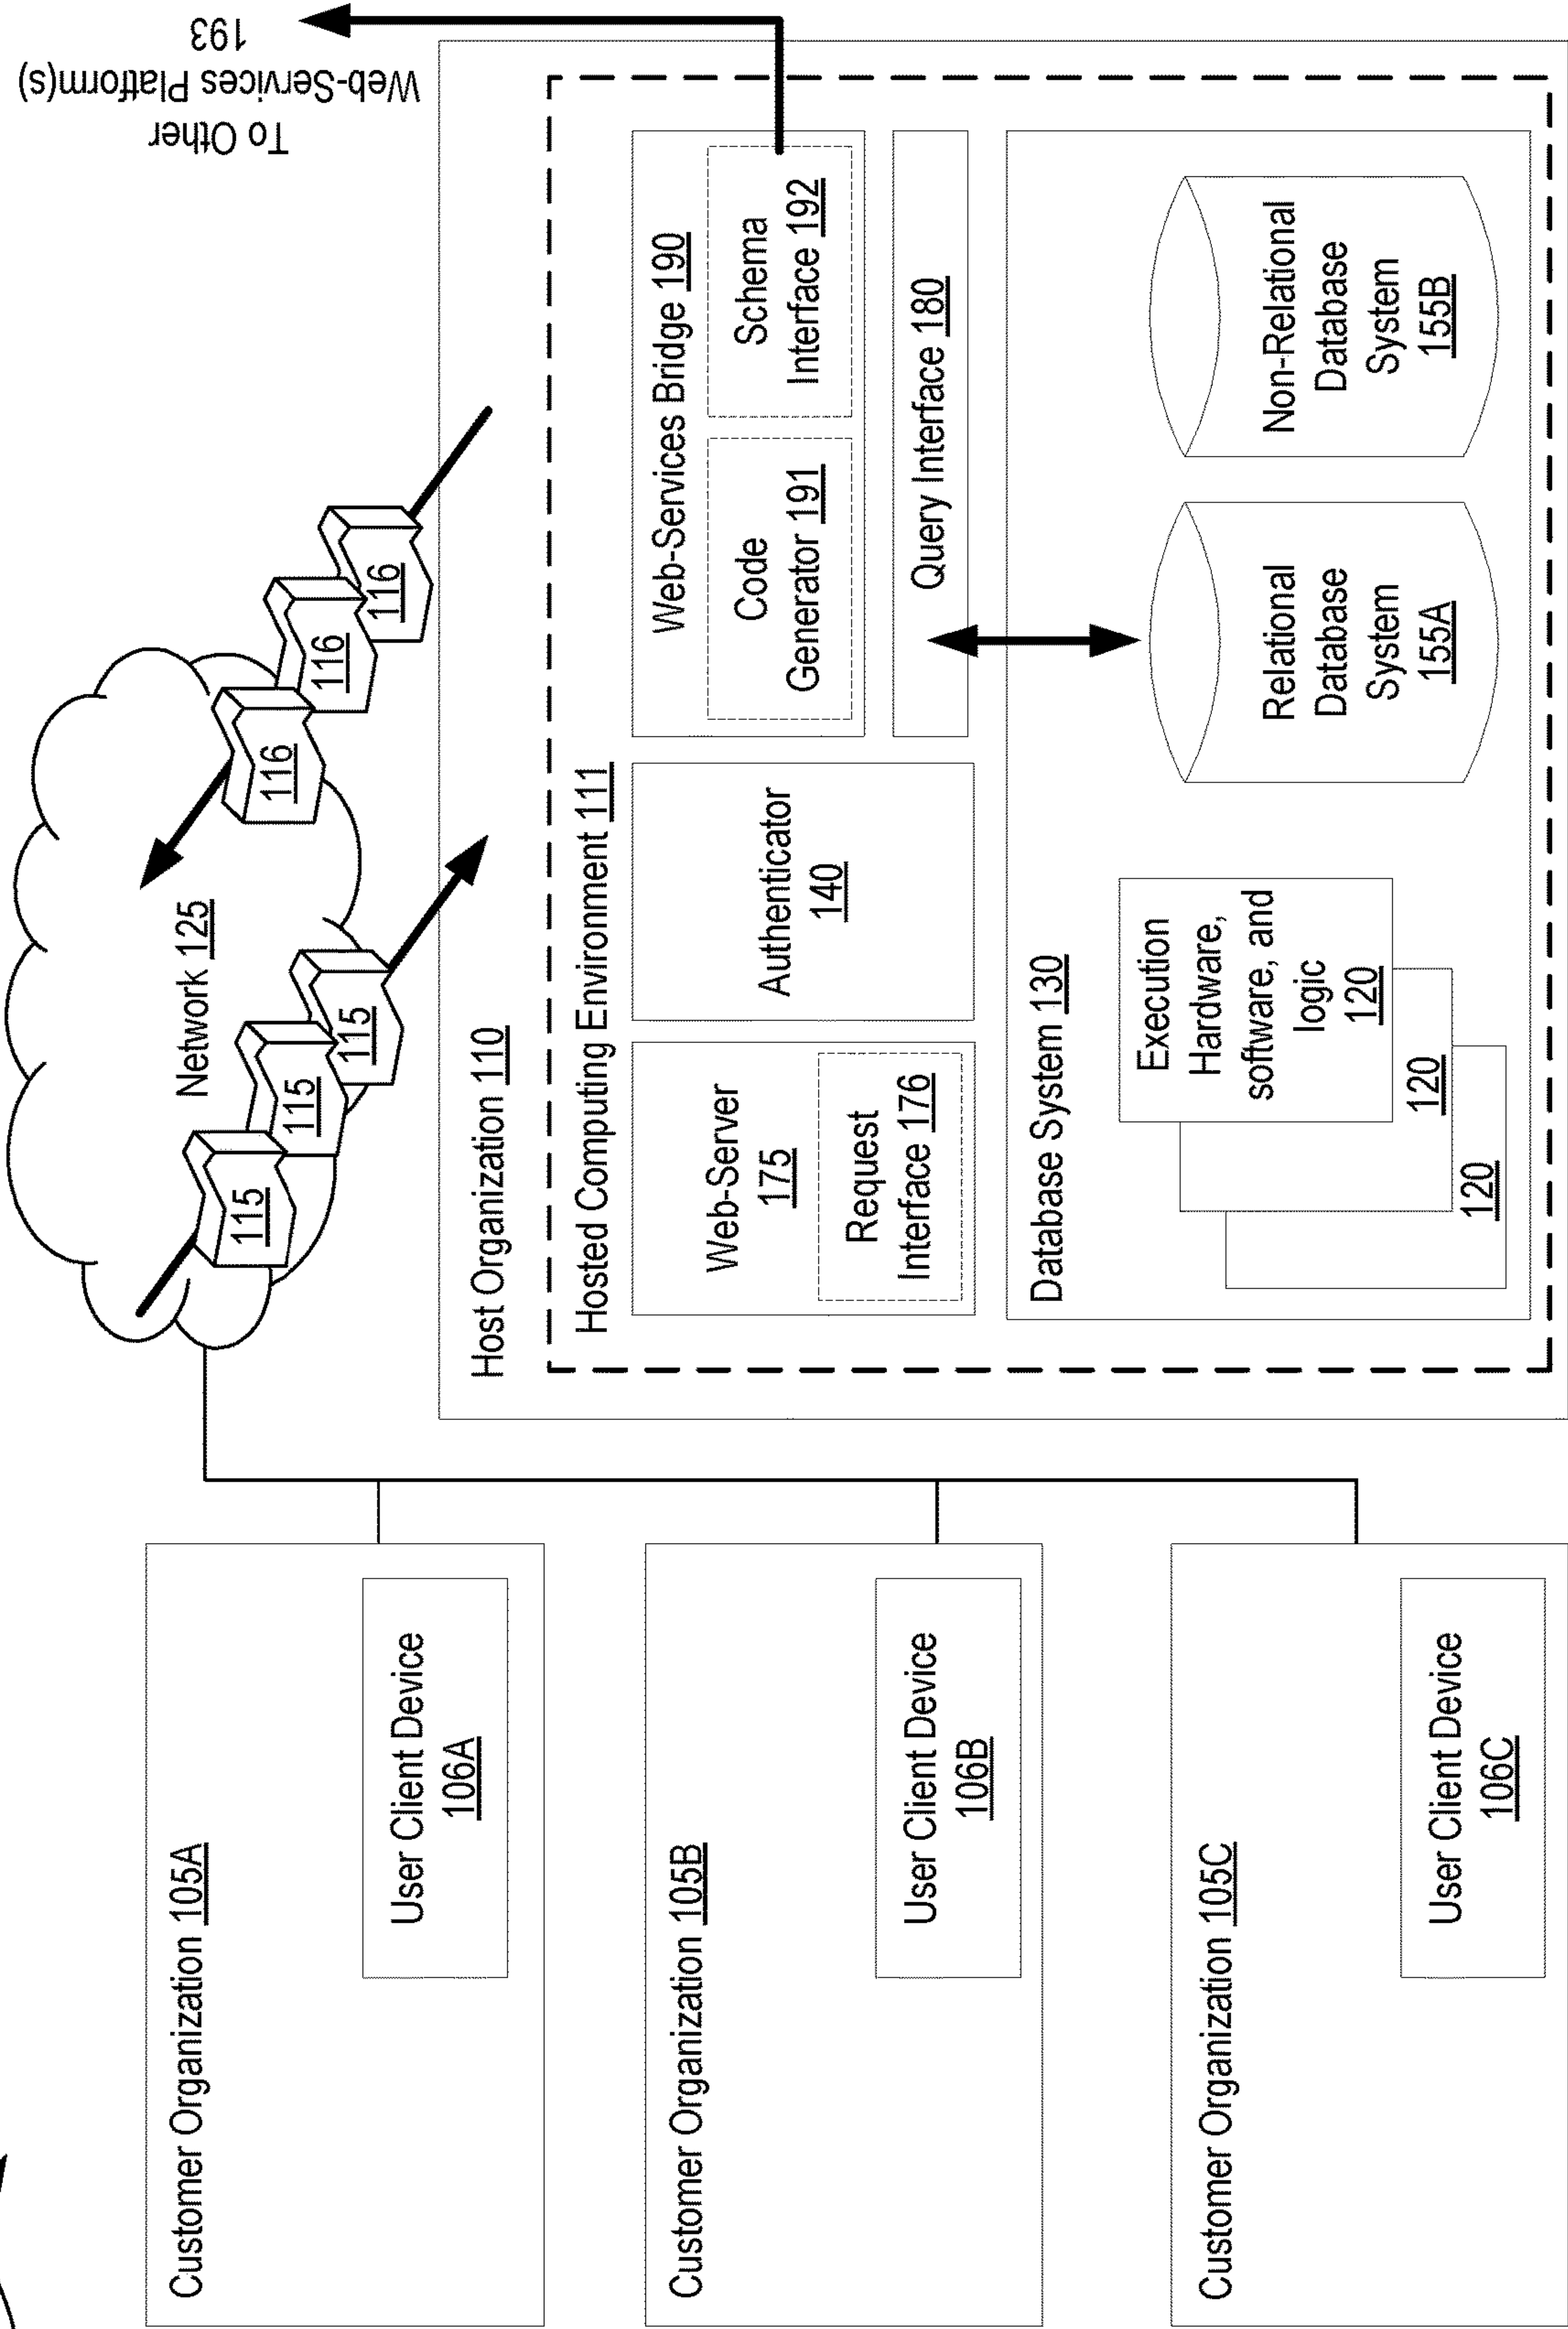 Customer Organization 105A
User Client Device
106A
Customer Organization 105B
User Client Device
106B
Customer Organization 105C
User Client Device
106C
Network 125
115
115
115
116
116
116
To Other
Web-Services Platform(s)
193
Host Organization 110
Hosted Computing Environment 111
Web-Server
175
Request
Interface 176
Authenticator
140
Web-Services Bridge 190
Code
Generator 191
Schema
Interface 192
Query Interface 180
Database System 130
Execution
Hardware,
software, and
logic
120
120
120
Relational
Database
System
155A
Non-Relational
Database
System
155B